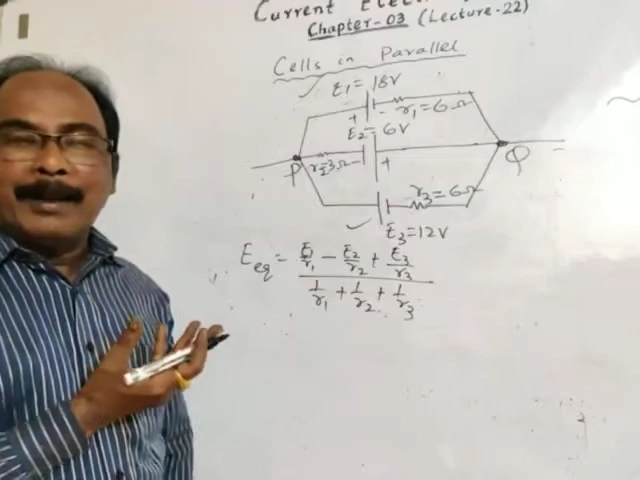 Current Elect
Chapter-03 (Lecture-22)
Cells in Parallel
E1 = 18V
+ - r1 = 6Ω
E2 = 6V
P r2=3Ω - + Q
r3 = 6Ω
E3 = 12V
Eeq = (E1/r1 - E2/r2 + E3/r3) / (1/r1 + 1/r2 + 1/r3)